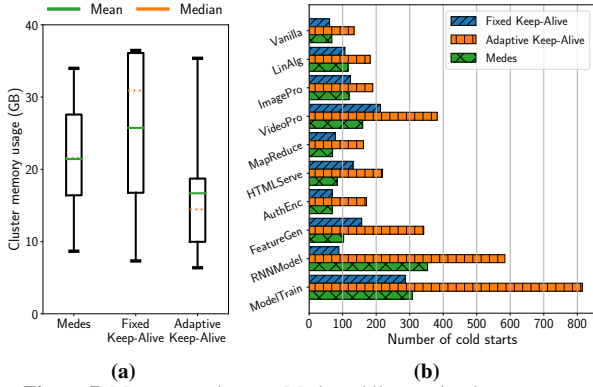 Mean Median
Cluster memory usage (GB)
40
30
20
10
0
Medes
Fixed Keep-Alive
Adaptive Keep-Alive
(a)
Fixed Keep-Alive
Adaptive Keep-Alive
Medes
Vanilla
LinAlg
ImagePro
VideoPro
MapReduce
HTMLServe
AuthEnc
FeatureGen
RNNModel
ModelTrain
0 100 200 300 400 500 600 700 800
Number of cold starts
(b)